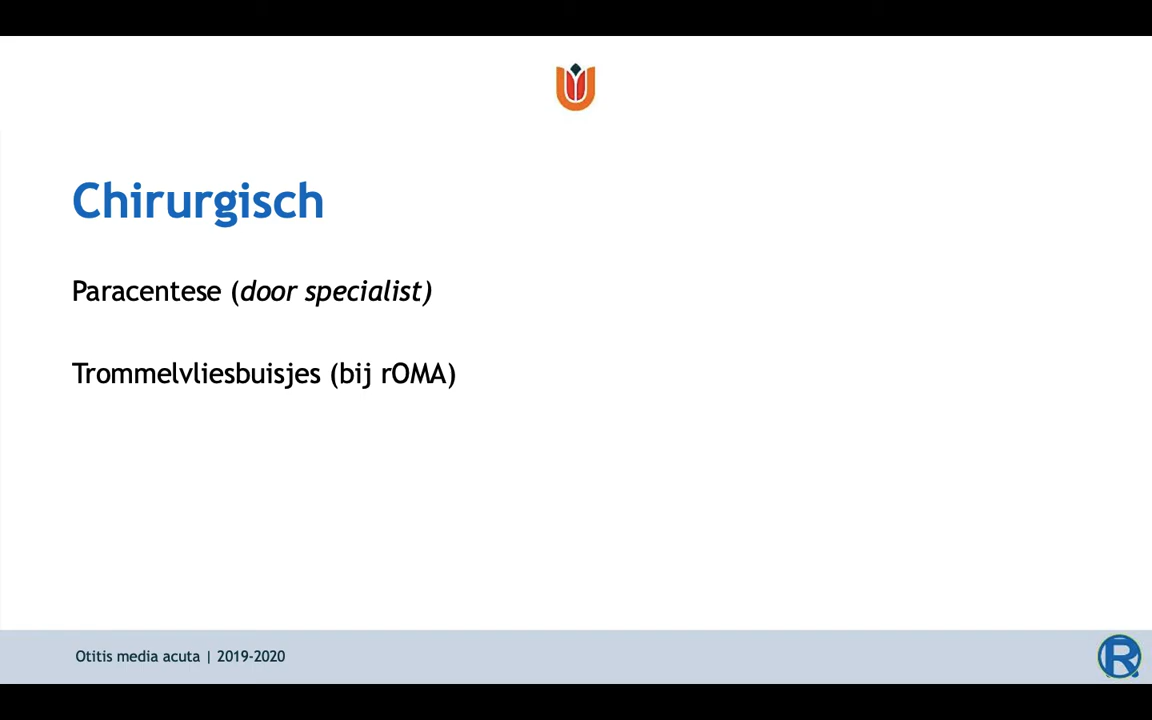 Chirurgisch
Paracentese (door specialist)
Trommelvliesbuisjes (bij rOMA)
Otitis media acuta | 2019-2020
R